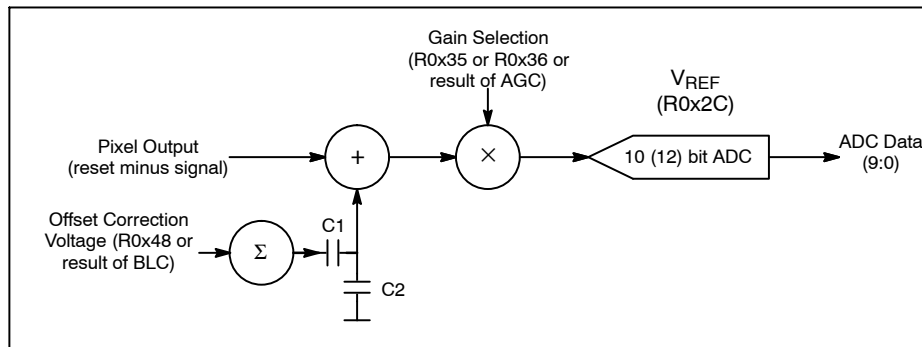 Gain Selection
(R0x35 or R0x36 or
result of AGC)
VREF
(R0x2C)
Pixel Output
(reset minus signal)
+
×
10 (12) bit ADC
ADC Data
(9:0)
Offset Correction
Voltage (R0x48 or
result of BLC)
Σ
C1
C2